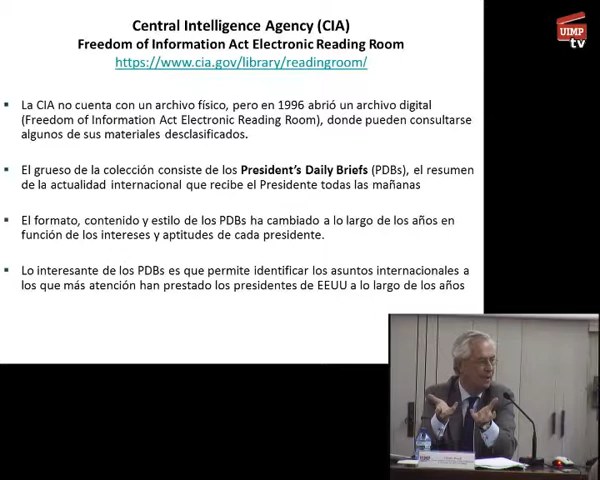 Central Intelligence Agency (CIA)
Freedom of Information Act Electronic Reading Room
https://www.cia.gov/library/readingroom/
UIMP
tv
La CIA no cuenta con un archivo físico, pero en 1996 abrió un archivo digital
(Freedom of Information Act Electronic Reading Room), donde pueden consultarse
algunos de sus materiales desclasificados.
El grueso de la colección consiste de los President's Daily Briefs (PDBs), el resumen
de la actualidad internacional que recibe el Presidente todas las mañanas
El formato, contenido y estilo de los PDBs ha cambiado a lo largo de los años en
función de los intereses y aptitudes de cada presidente.
Lo interesante de los PDBs es que permite identificar los asuntos internacionales a
los que más atención han prestado los presidentes de EEUU a lo largo de los años